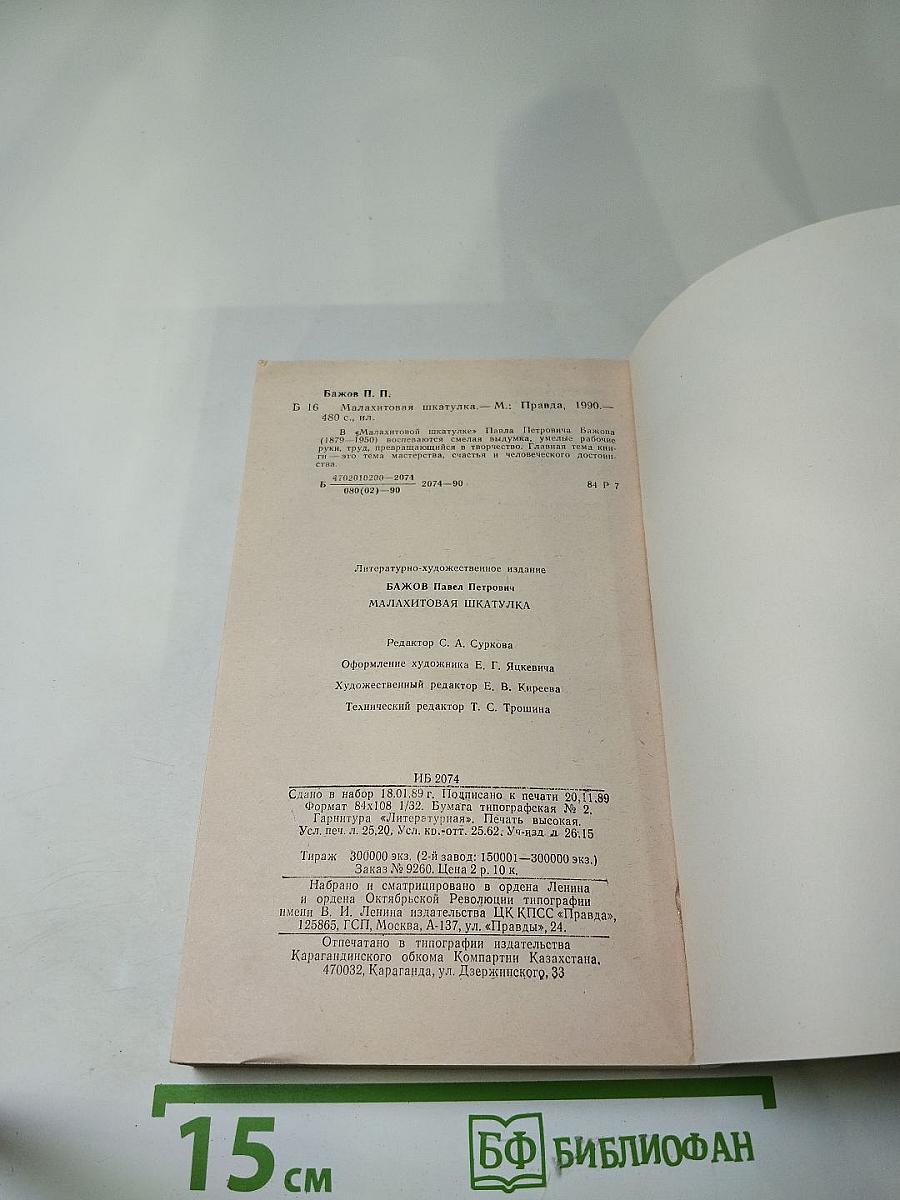 Бажов П. П.
Б 16 Малахитовая шкатулка.— М.: Правда, 1990.—
480 с., ил.
В «Малахитовой шкатулке» Павла Петровича Бажова
(1879—1950) воспеваются смелая выдумка, умелые рабочие
руки, труд, превращающийся в творчество. Главная тема кни-
ги — это тема мастерства, счастья и человеческого достоин-
ства.
Б 4702010200—2074
080(02)—90 2074—90 84 Р 7
Литературно-художественное издание
БАЖОВ Павел Петрович
МАЛАХИТОВАЯ ШКАТУЛКА
Редактор С. А. Суркова
Оформление художника Е. Г. Яцкевича
Художественный редактор Е. В. Киреева
Технический редактор Т. С. Трошина
ИБ 2074
Сдано в набор 18.01.89 г. Подписано к печати 20.11.89
Формат 84х108 1/32. Бумага типографская № 2.
Гарнитура «Литературная». Печать высокая.
Усл. печ. л. 25,20. Усл. кр.-отт. 25.62. Уч-изд. л 26.15
Тираж 300000 экз. (2-й завод: 150001—300000 экз.)
Заказ № 9260. Цена 2 р. 10 к.
Набрано и сматрицировано в ордена Ленина
и ордена Октябрьской Революции типографии
имени В. И. Ленина издательства ЦК КПСС «Правда»,
125865, ГСП, Москва, А-137, ул. «Правды», 24.
Отпечатано в типографии издательства
Карагандинского обкома Компартии Казахстана,
470032, Караганда, ул. Дзержинского, 33
15 см БФ БИБЛИОФАН